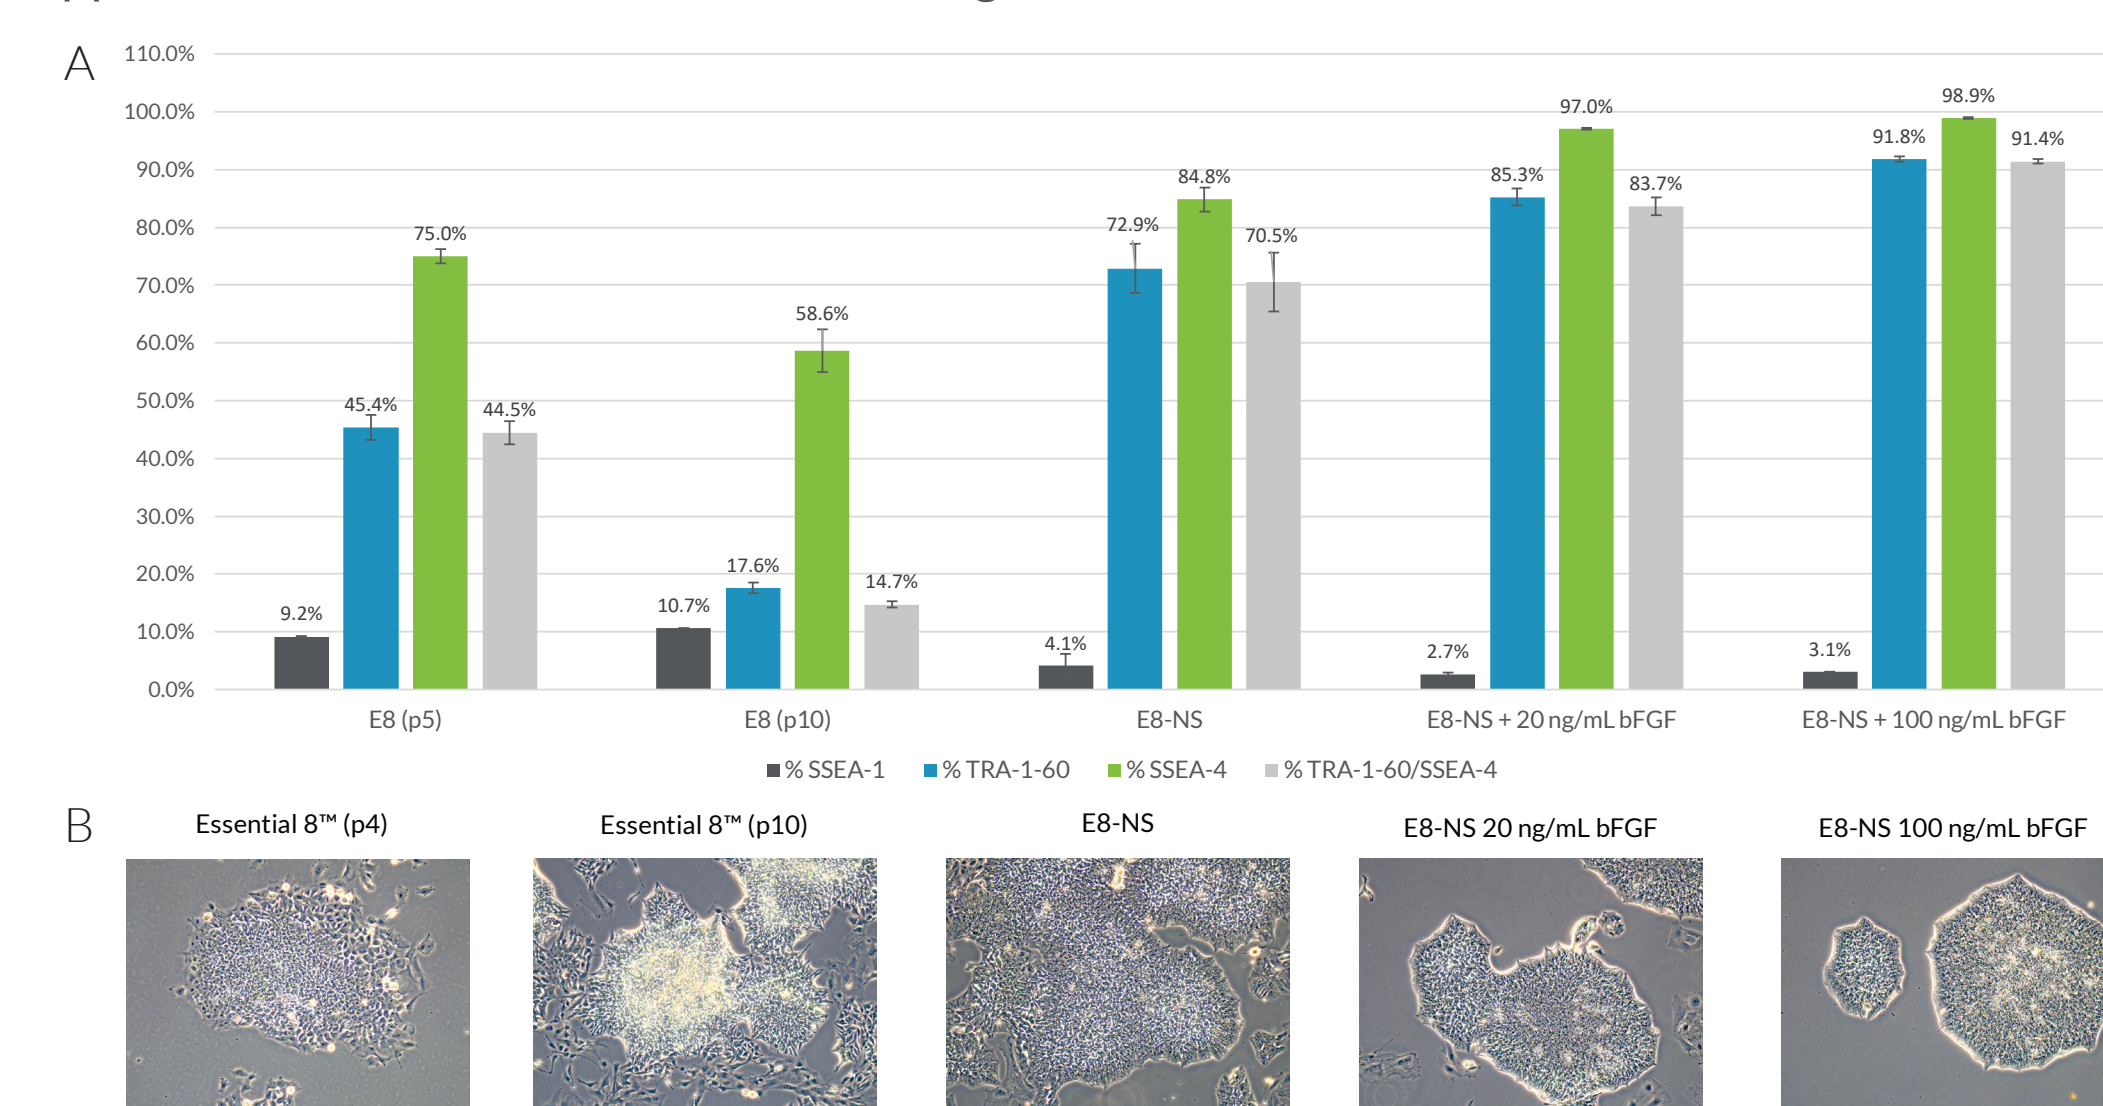 A
110.0%
100.0%
90.0%
80.0%
70.0%
60.0%
50.0%
40.0%
30.0%
20.0%
10.0%
0.0%
9.2% 45.4% 75.0% 44.5%
10.7% 17.6% 58.6% 14.7%
4.1% 72.9% 84.8% 70.5%
2.7% 85.3% 97.0% 83.7%
3.1% 91.8% 98.9% 91.4%
E8 (p5) E8 (p10) E8-NS E8-NS + 20 ng/mL bFGF E8-NS + 100 ng/mL bFGF
% SSEA-1 % TRA-1-60 % SSEA-4 % TRA-1-60/SSEA-4
B
Essential 8™ (p4) Essential 8™ (p10) E8-NS E8-NS 20 ng/mL bFGF E8-NS 100 ng/mL bFGF